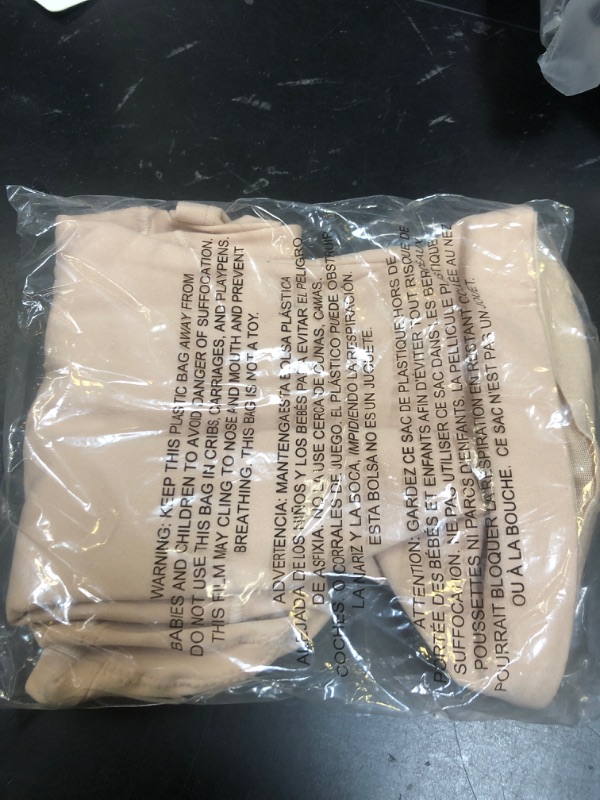 WARNING: KEEP THIS PLASTIC BAG AWAY FROM
BABIES AND CHILDREN TO AVOID DANGER OF SUFFOCATION.
DO NOT USE THIS BAG IN CRIBS, CARRIAGES, AND PLAYPENS.
THIS FILM MAY CLING TO NOSE AND MOUTH AND PREVENT
BREATHING. THIS BAG IS NOT A TOY.
ADVERTENCIA: MANTENGA ESTA BOLSA PLÁSTICA
ALEJADA DE LOS NIÑOS Y LOS BEBÉS PARA EVITAR EL PELIGRO
DE ASFIXIA. NO LA USE CERCA DE CUNAS, CAMAS,
COCHES O CORRALES DE JUEGO. EL PLÁSTICO PUEDE OBSTRUIR
LA NARIZ Y LA BOCA, IMPIDIENDO LA RESPIRACIÓN.
ESTA BOLSA NO ES UN JUGUETE.
ATTENTION: GARDEZ CE SAC DE PLASTIQUE HORS DE
PORTÉE DES BÉBÉS ET ENFANTS AFIN D'ÉVITER TOUT RISQUE DE
SUFFOCATION. NE PAS UTILISER CE SAC DANS LES BERCEAUX,
POUSSETTES NI PARCS D'ENFANTS. LA PELLICULE
POURRAIT BLOQUER LA RESPIRATION EN RESTANT COLLÉE AU NEZ
OU À LA BOUCHE. CE SAC N'EST PAS UN JOUET.